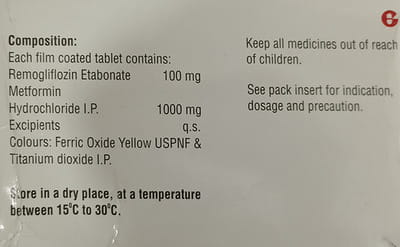 Composition:
Each film coated tablet contains:
Remogliflozin Etabonate 100 mg
Metformin
Hydrochloride I.P. 1000 mg
Excipients q.s.
Colours: Ferric Oxide Yellow USPNF &
Titanium dioxide I.P.
Store in a dry place, at a temperature
between 15°C to 30°C.
Keep all medicines out of reach
of children.
See pack insert for indication,
dosage and precaution.